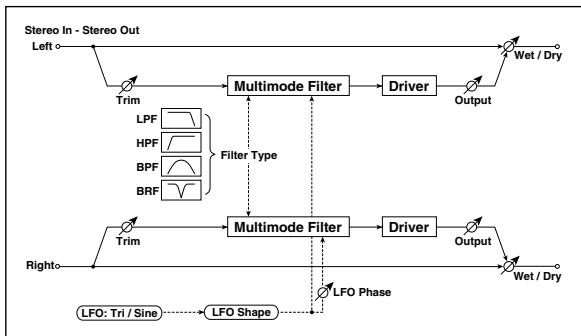 Stereo In - Stereo Out
Left
Wet / Dry
Trim
Multimode Filter
Driver
Output
LPF
HPF
BPF
BRF
Filter Type
Multimode Filter
Driver
Trim
Output
Right
Wet / Dry
LFO Phase
LFO: Tri / Sine
LFO Shape